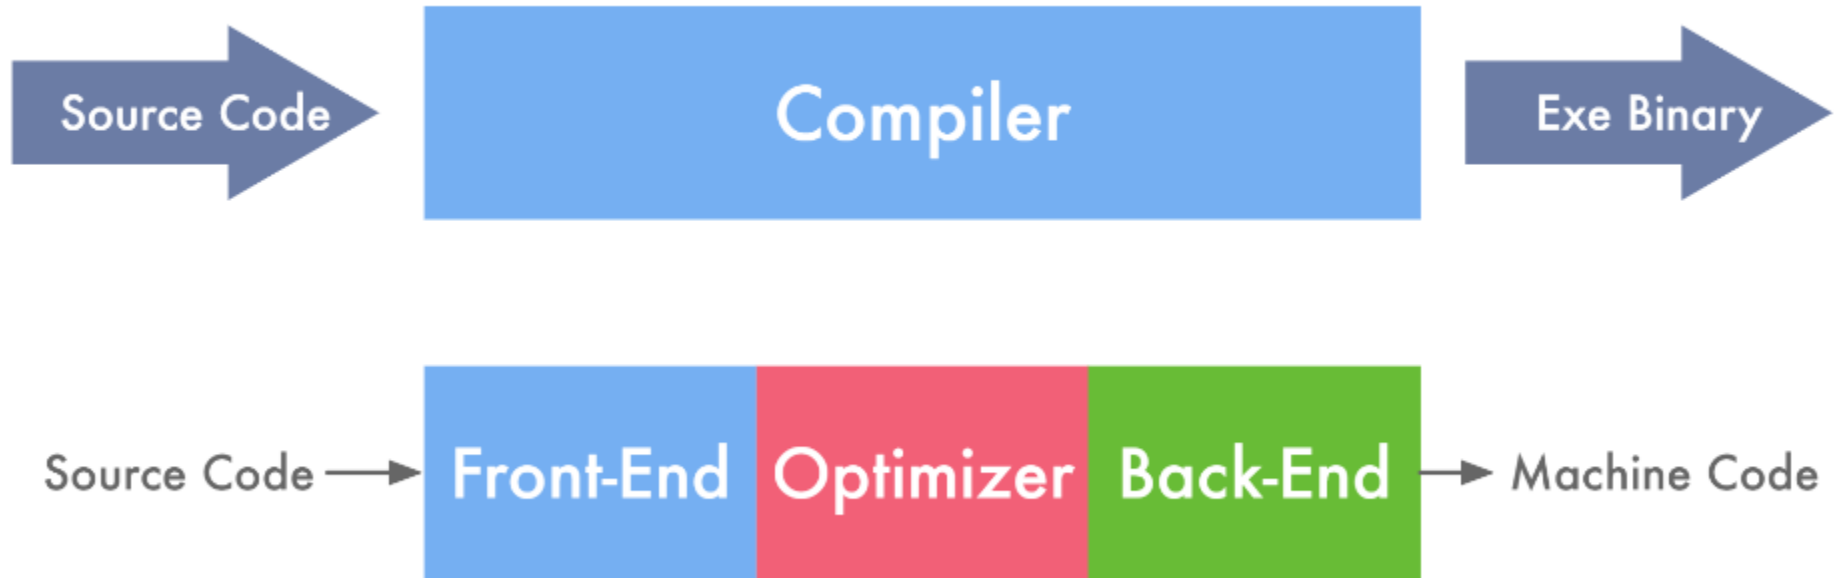 Source Code
Compiler
Exe Binary
Source Code
Front-End
Optimizer
Back-End
Machine Code